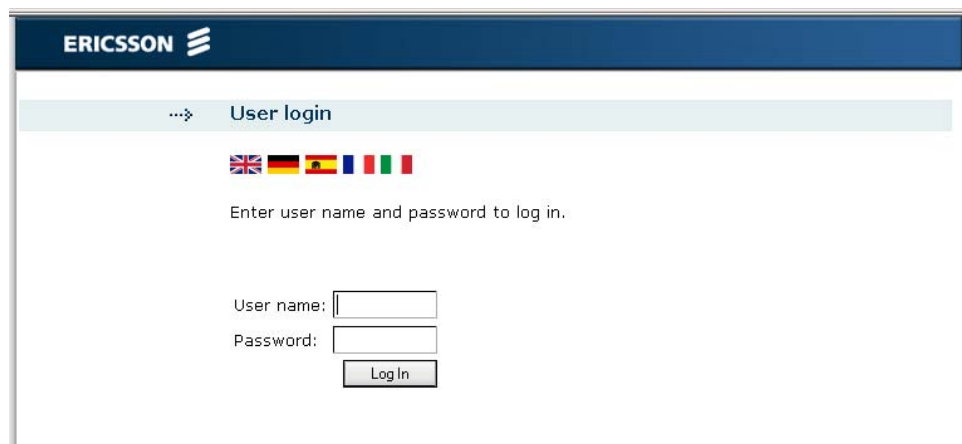 ERICSSON
User login
Enter user name and password to log in.
User name:
Password:
Log In